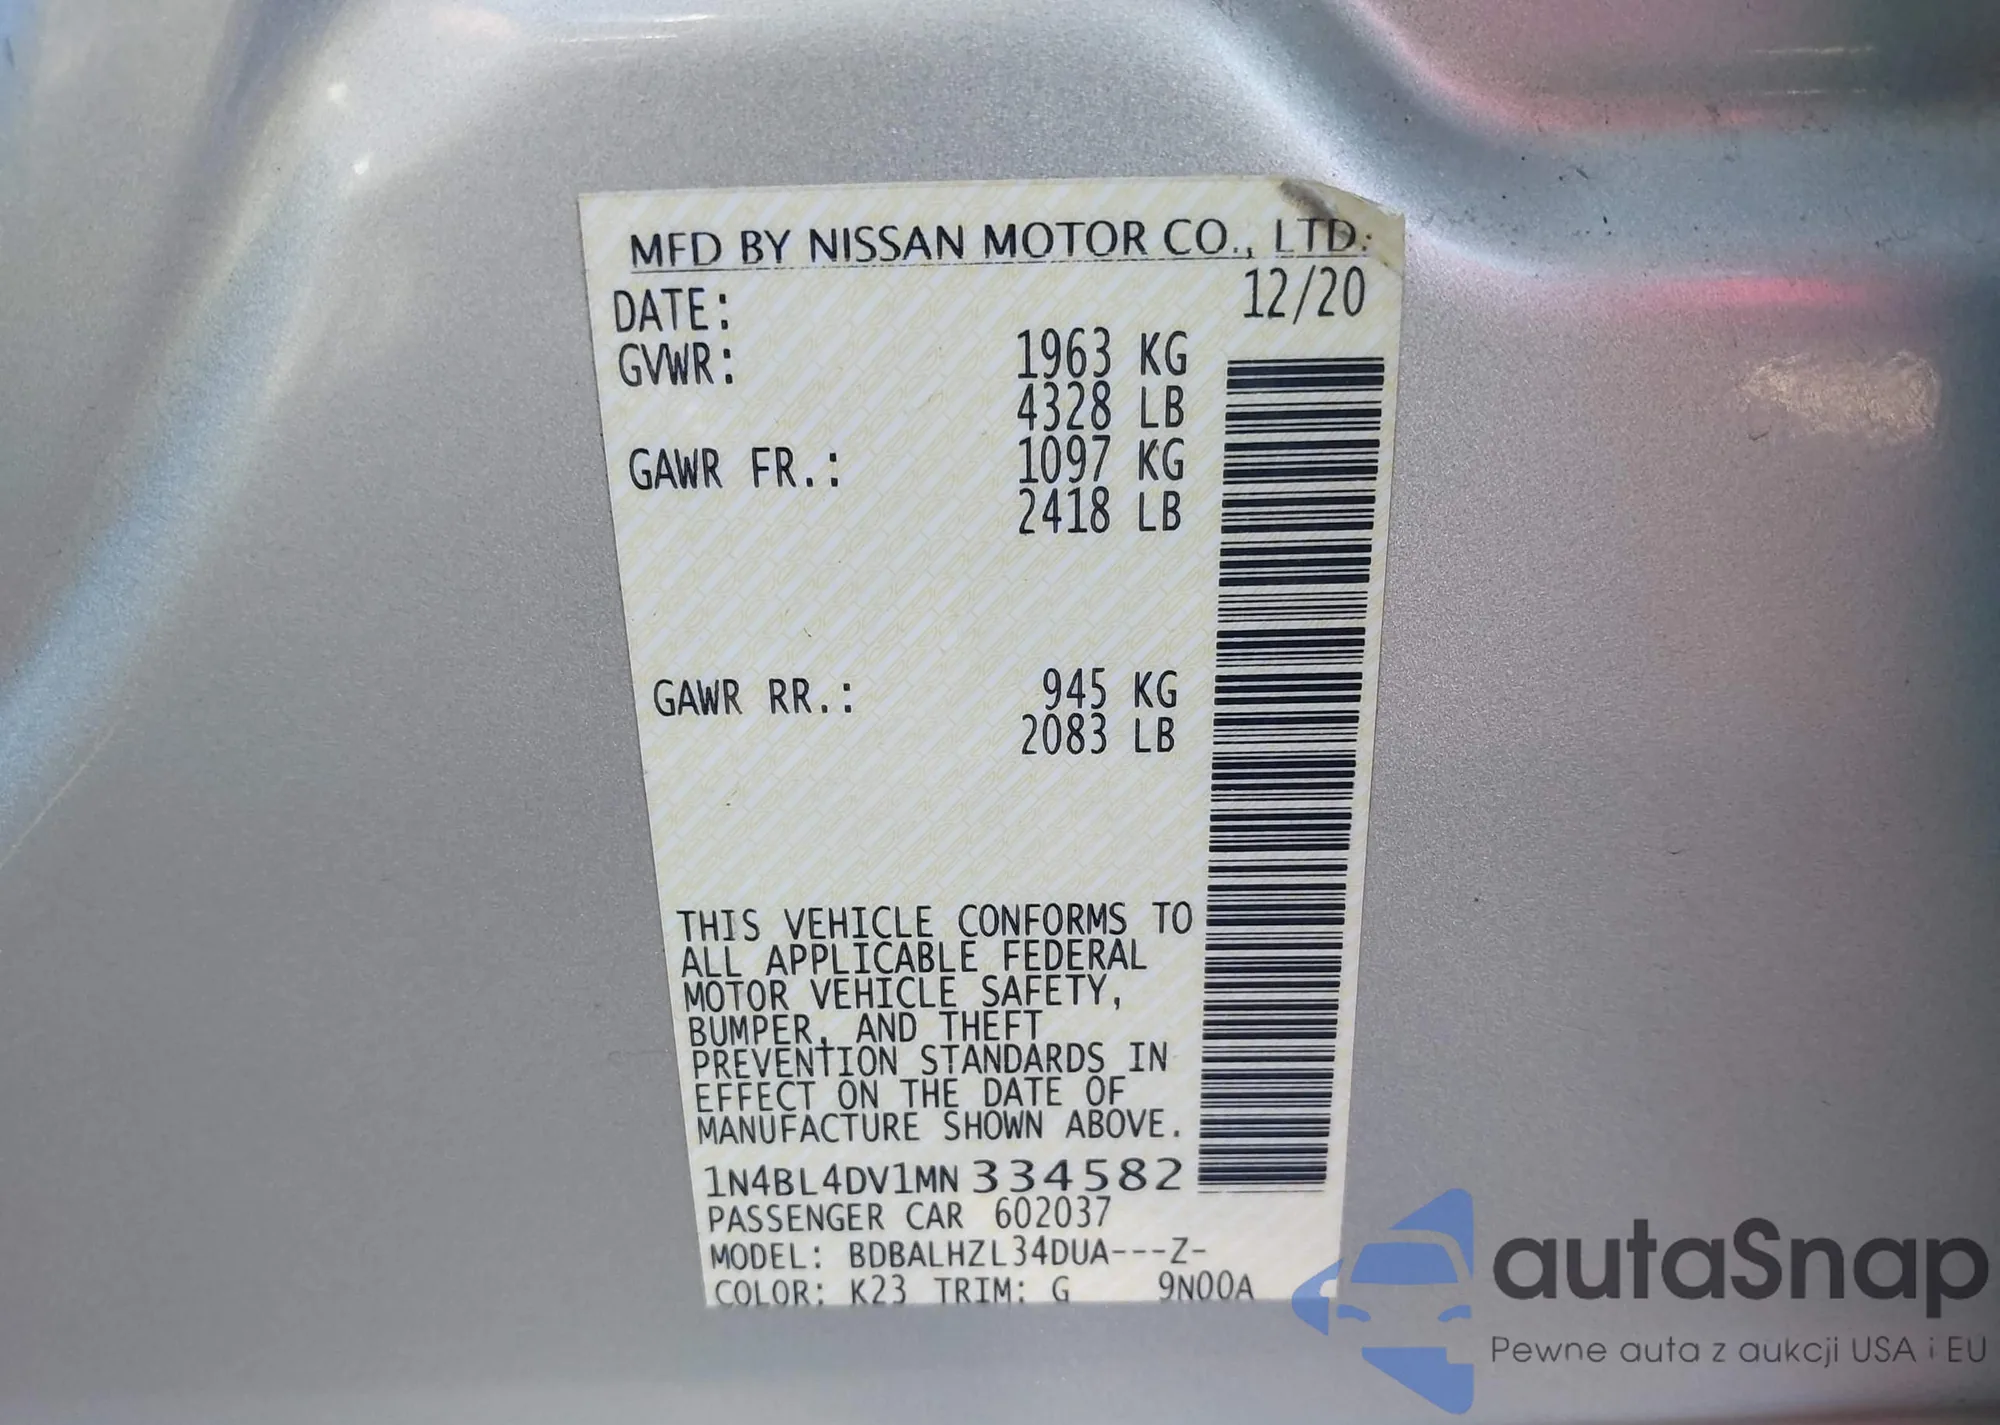 MFD BY NISSAN MOTOR CO., LTD.
DATE: 12/20
GVWR: 1963 KG
4328 LB
GAWR FR.: 1097 KG
2418 LB
GAWR RR.: 945 KG
2083 LB
THIS VEHICLE CONFORMS TO
ALL APPLICABLE FEDERAL
MOTOR VEHICLE SAFETY,
BUMPER, AND THEFT
PREVENTION STANDARDS IN
EFFECT ON THE DATE OF
MANUFACTURE SHOWN ABOVE.
1N4BL4DV1MN334582
PASSENGER CAR 602037
MODEL: BDBALHZL34DUA---Z-
COLOR: K23 TRIM: G 9N00A
autaSnap
Pewne auta z aukcji USA i EU